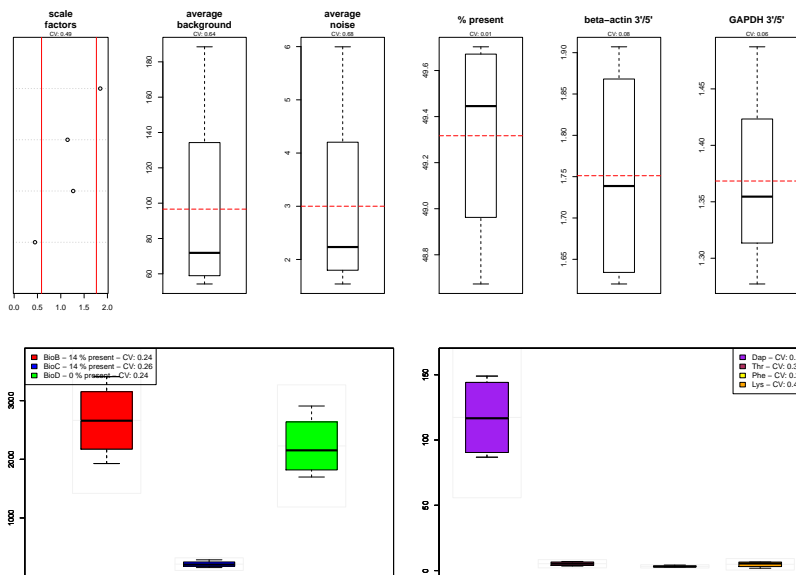 scale
factors
CV: 0.49
0.0 0.5 1.0 1.5 2.0
average
background
CV: 0.64
180
160
140
120
100
80
60
average
noise
CV: 0.68
6
5
4
3
2
% present
CV: 0.01
49.6
49.4
49.2
49.0
48.8
beta−actin 3'/5'
CV: 0.08
1.90
1.85
1.80
1.75
1.70
1.65
GAPDH 3'/5'
CV: 0.06
1.45
1.40
1.35
1.30
BioB − 14 % present − CV: 0.24
BioC − 14 % present − CV: 0.26
BioD − 0 % present − CV: 0.24
3000
2000
1000
Dap − CV: 0.
Thr − CV: 0.3
Phe − CV: 0.
Lys − CV: 0.4
150
100
50
0